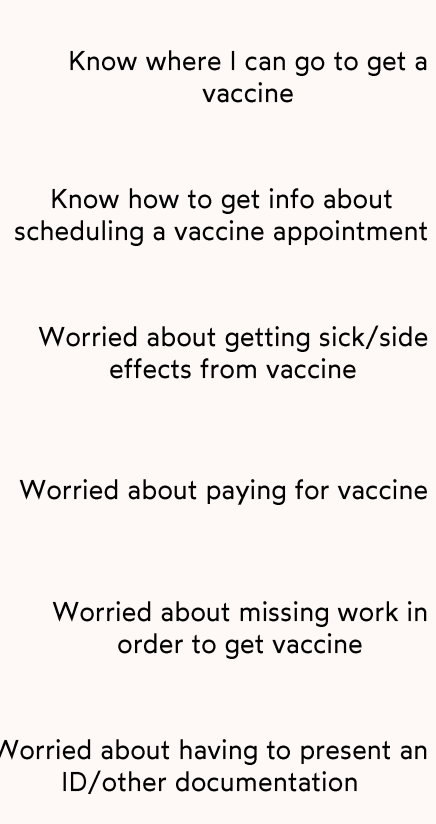 Know where I can go to get a
vaccine
Know how to get info about
scheduling a vaccine appointment
Worried about getting sick/side
effects from vaccine
Worried about paying for vaccine
Worried about missing work in
order to get vaccine
Worried about having to present an
ID/other documentation